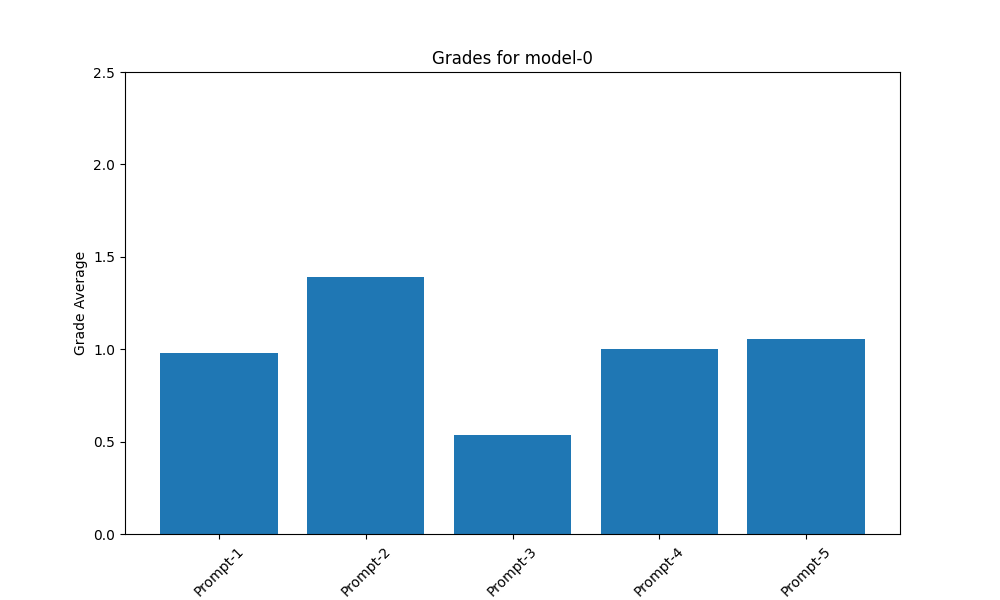 Grades for model-0
2.5
2.0
1.5
1.0
0.5
0.0
Grade Average
Prompt-1
Prompt-2
Prompt-3
Prompt-4
Prompt-5